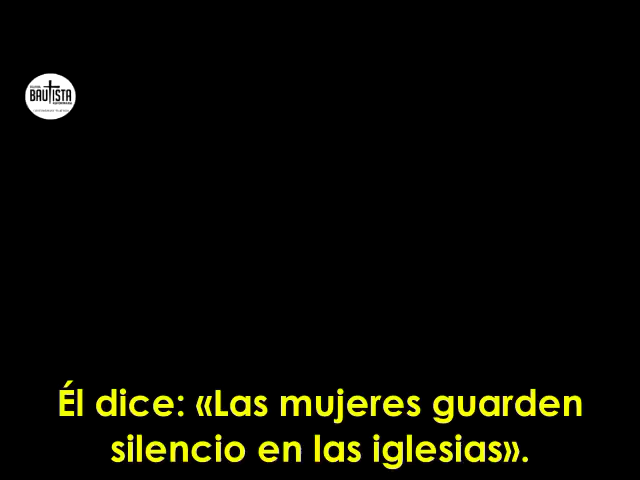 BAUTISTA
Él dice: «Las mujeres guarden
silencio en las iglesias».